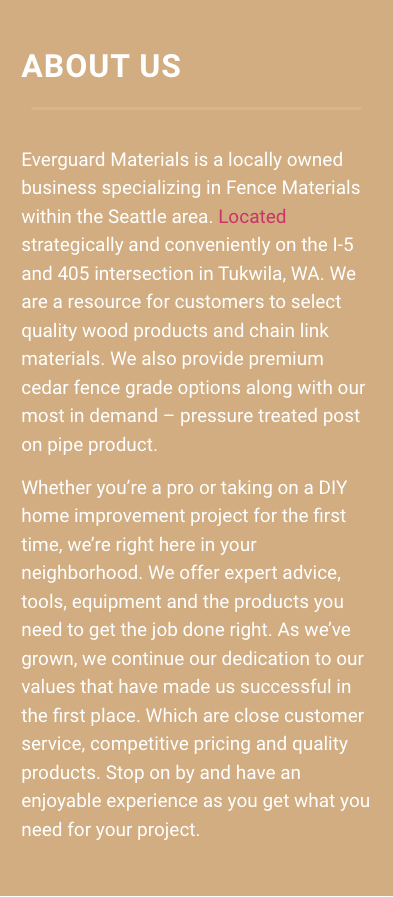 ABOUT US
Everguard Materials is a locally owned
business specializing in Fence Materials
within the Seattle area. Located
strategically and conveniently on the I-5
and 405 intersection in Tukwila, WA. We
are a resource for customers to select
quality wood products and chain link
materials. We also provide premium
cedar fence grade options along with our
most in demand – pressure treated post
on pipe product.
Whether you’re a pro or taking on a DIY
home improvement project for the first
time, we’re right here in your
neighborhood. We offer expert advice,
tools, equipment and the products you
need to get the job done right. As we’ve
grown, we continue our dedication to our
values that have made us successful in
the first place. Which are close customer
service, competitive pricing and quality
products. Stop on by and have an
enjoyable experience as you get what you
need for your project.